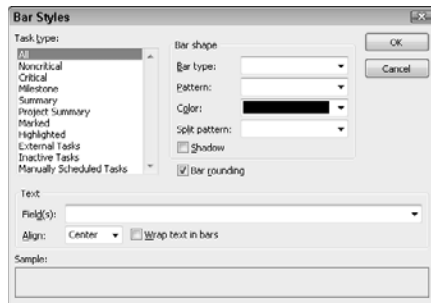 Bar Styles
Task type:
All
Noncritical
Critical
Milestone
Summary
Project Summary
Marked
Highlighted
External Tasks
Inactive Tasks
Manually Scheduled Tasks
Bar shape
Bar type:
Pattern:
Color:
Split pattern:
Shadow
Bar rounding
OK
Cancel
Text
Field(s):
Align: Center Wrap text in bars
Sample: